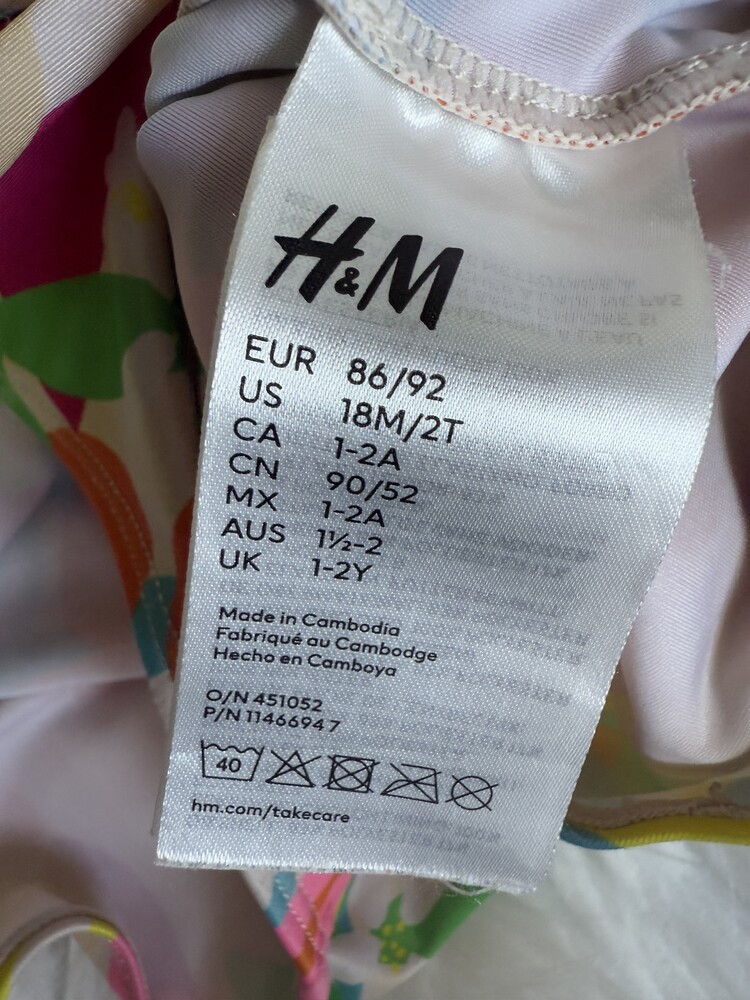 H&M
EUR 86/92
US 18M/2T
CA 1-2A
CN 90/52
MX 1-2A
AUS 1½-2
UK 1-2Y
Made in Cambodia
Fabriqué au Cambodge
Hecho en Camboya
O/N 451052
P/N 11466947
40
hm.com/takecare